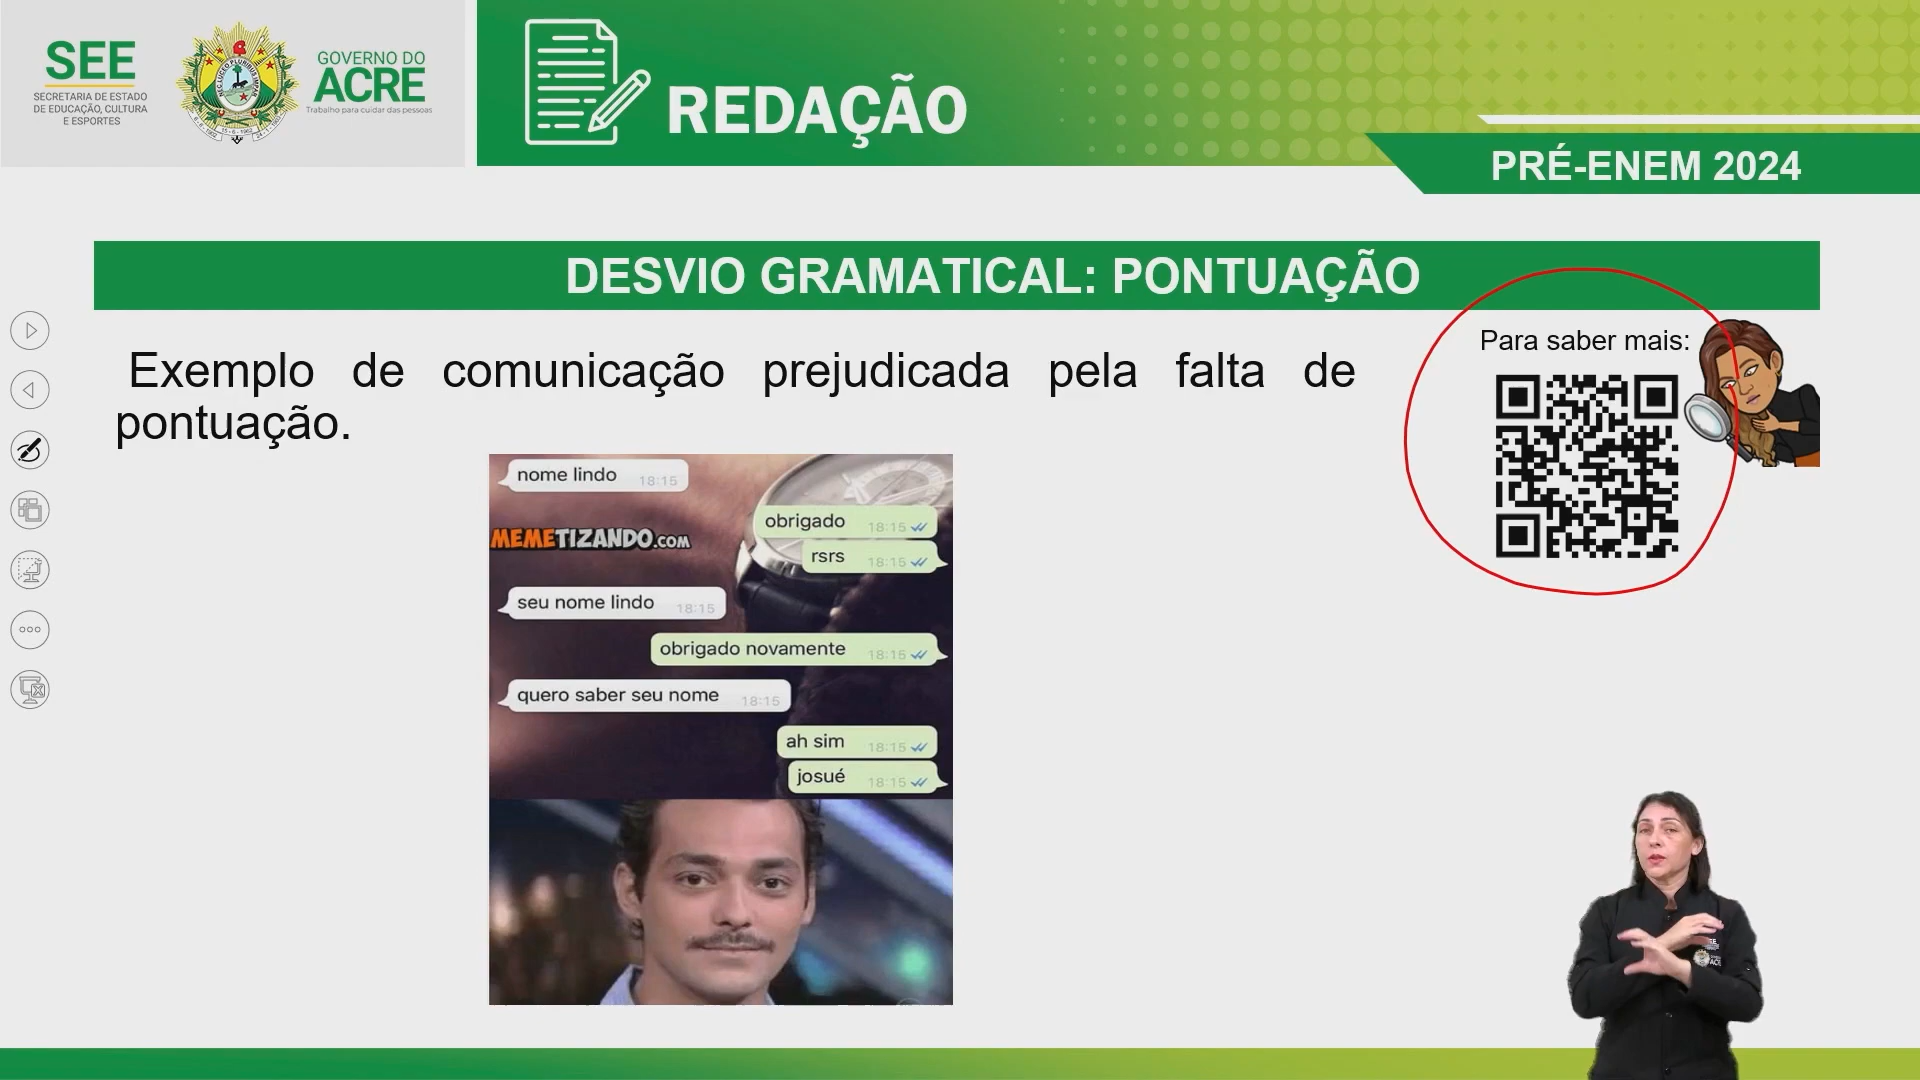 SEE
SECRETARIA DE ESTADO
DE EDUCAÇÃO, CULTURA
E ESPORTES
GOVERNO DO
ACRE
Trabalho para cuidar das pessoas
REDAÇÃO
PRÉ-ENEM 2024
DESVIO GRAMATICAL: PONTUAÇÃO
Exemplo de comunicação prejudicada pela falta de
pontuação.
Para saber mais:
nome lindo 18:15
obrigado 18:15
MEMETIZANDO.COM
rsrs 18:15
seu nome lindo 18:15
obrigado novamente 18:15
quero saber seu nome 18:15
ah sim 18:15
josué 18:15